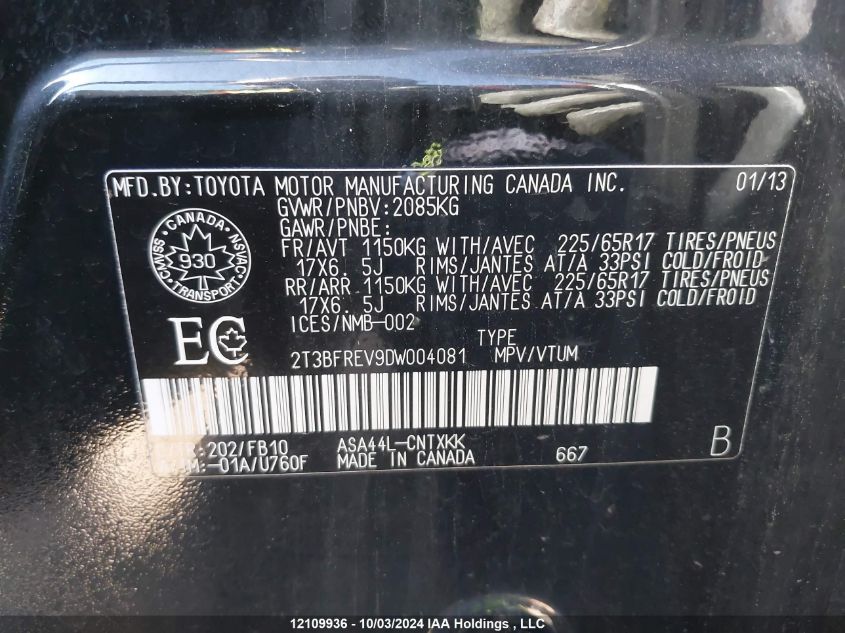 MFD.BY:TOYOTA MOTOR MANUFACTURING CANADA INC. 01/13
GVWR/PNBV:2085KG
GAWR/PNBE:
FR/AVT 1150KG WITH/AVEC 225/65R17 TIRES/PNEUS
17X6. 5J RIMS/JANTES AT/A 33PSI COLD/FROID
RR/ARR 1150KG WITH/AVEC 225/65R17 TIRES/PNEUS
17X6. 5J RIMS/JANTES AT/A 33PSI COLD/FROID
ICES/NMB-002
CANADA
CMVSS 930 NSVAC
TRANSPORT
EC
TYPE
2T3BFREV9DW004081 MPV/VTUM
/TR:202/FB10 ASA44L-CNTXKK
M:-01A/U760F MADE IN CANADA 667 B
12109936 - 10/03/2024 IAA Holdings, LLC